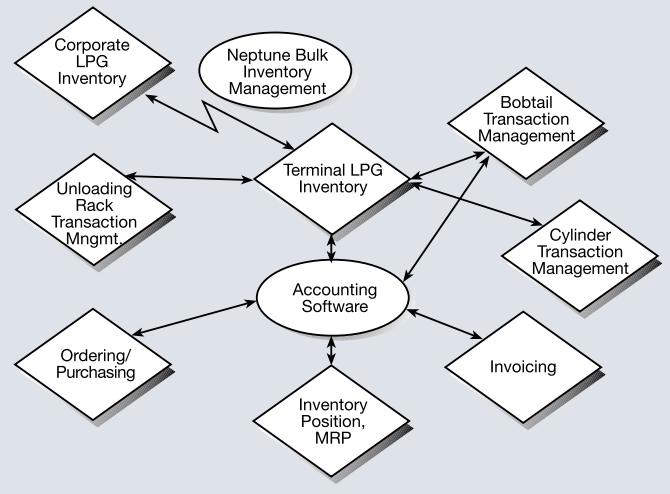 Corporate
LPG
Inventory
Neptune Bulk
Inventory
Management
Bobtail
Transaction
Management
Unloading
Rack
Transaction
Mngmt.
Terminal LPG
Inventory
Cylinder
Transaction
Management
Accounting
Software
Ordering/
Purchasing
Inventory
Position,
MRP
Invoicing